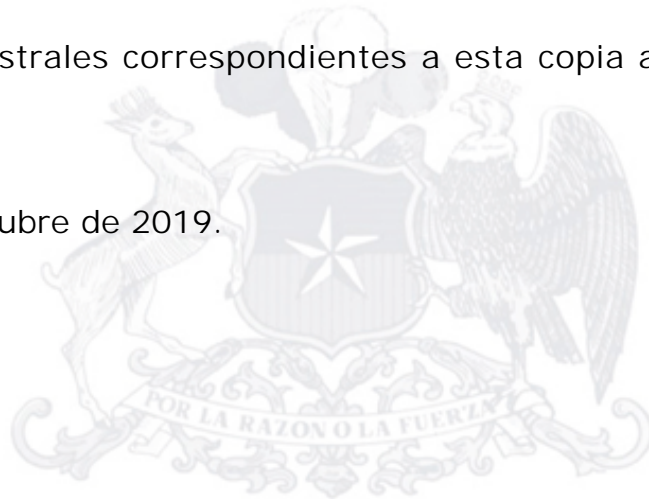 strales correspondientes a esta copia a
ubre de 2019.
POR LA RAZON O LA FUERZA